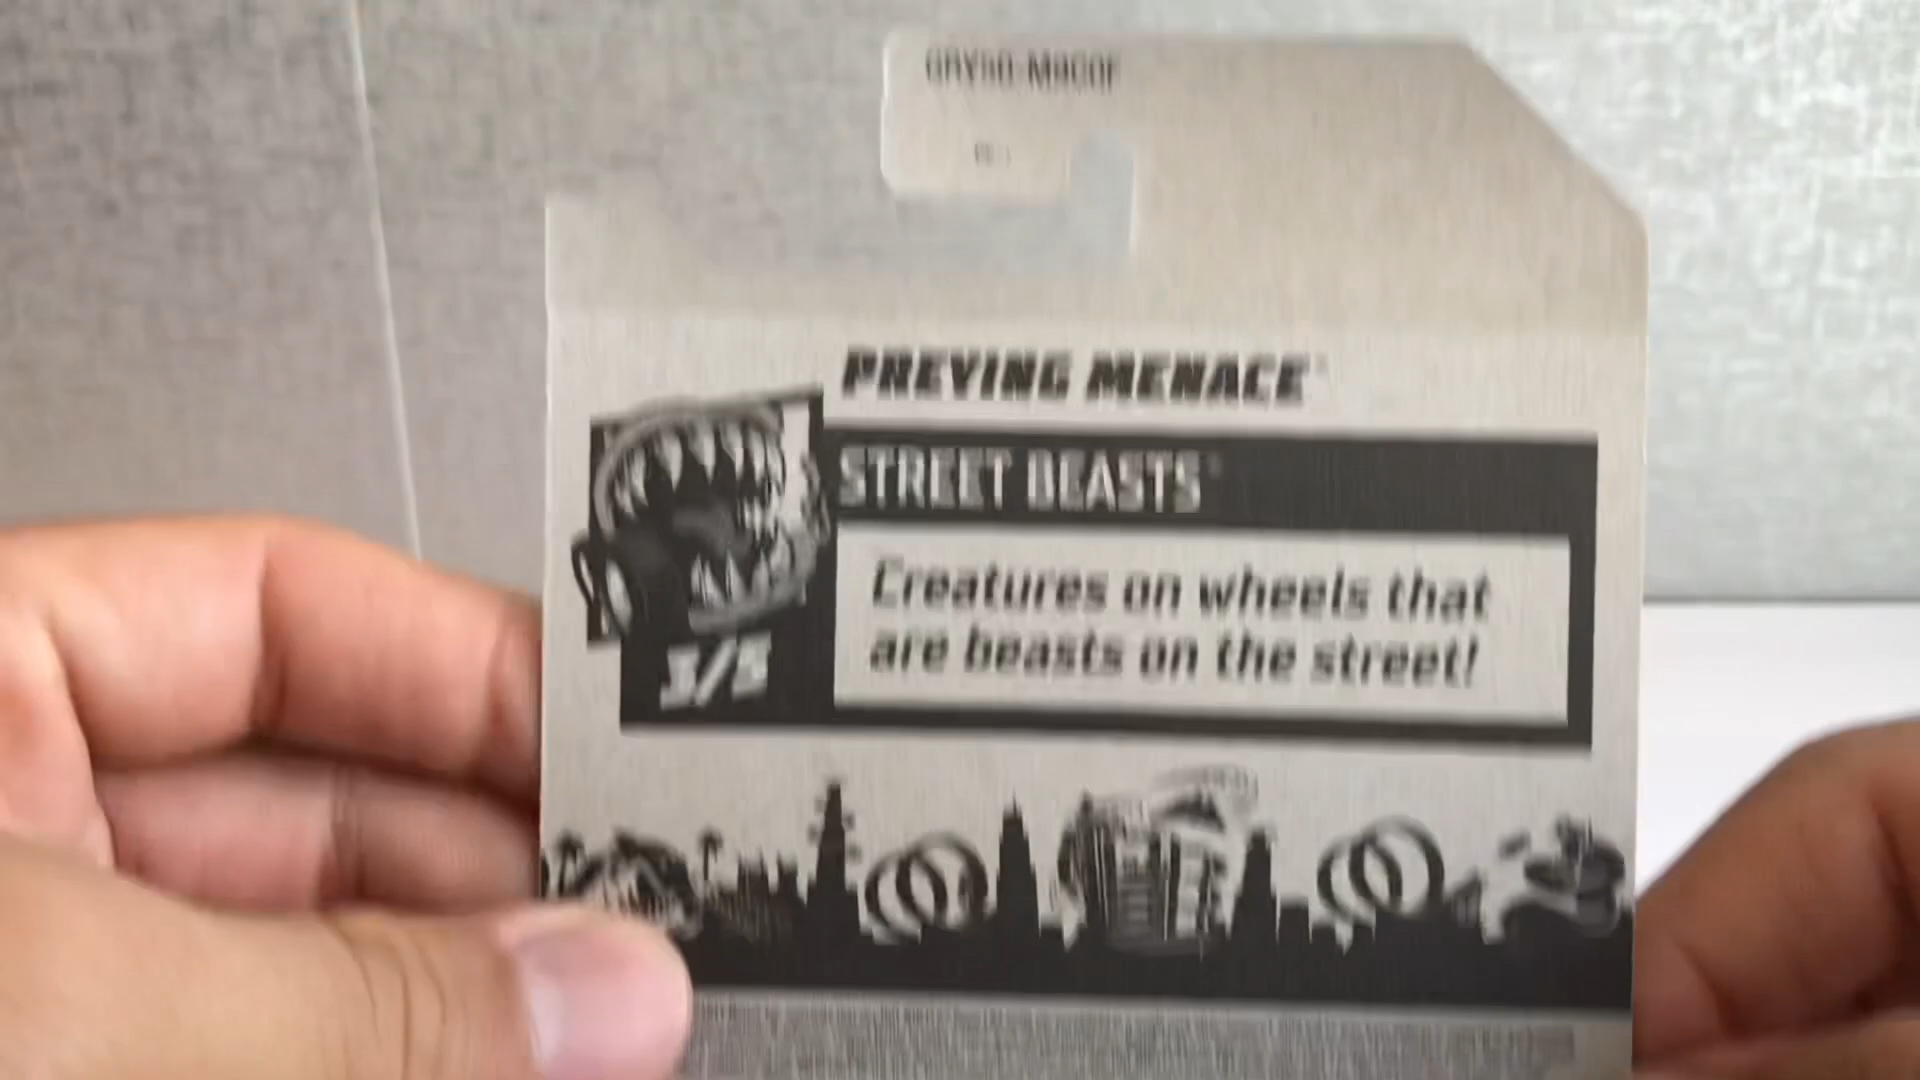 PREYING MENACE
STREET BEASTS
Creatures on wheels that
are beasts on the street!